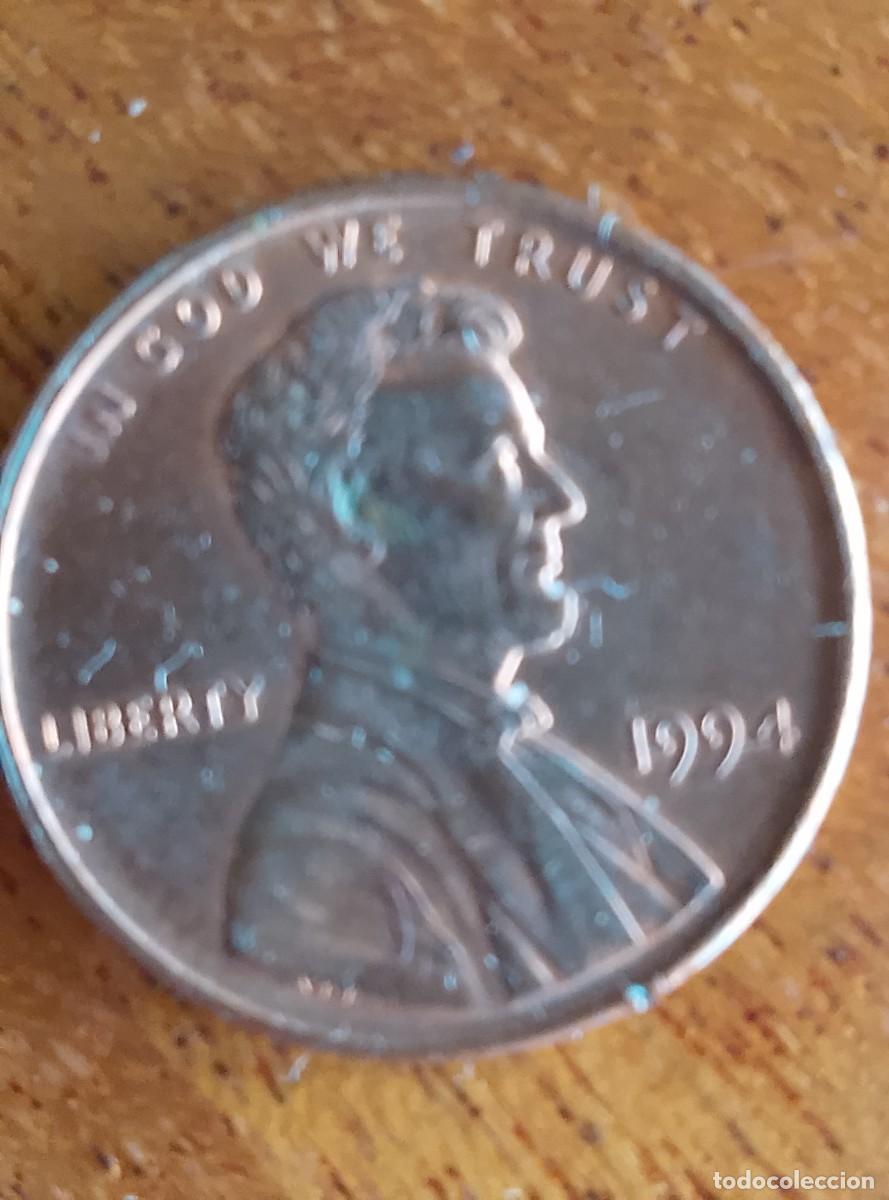 IN GOD WE TRUST
LIBERTY
1994
todocoleccion